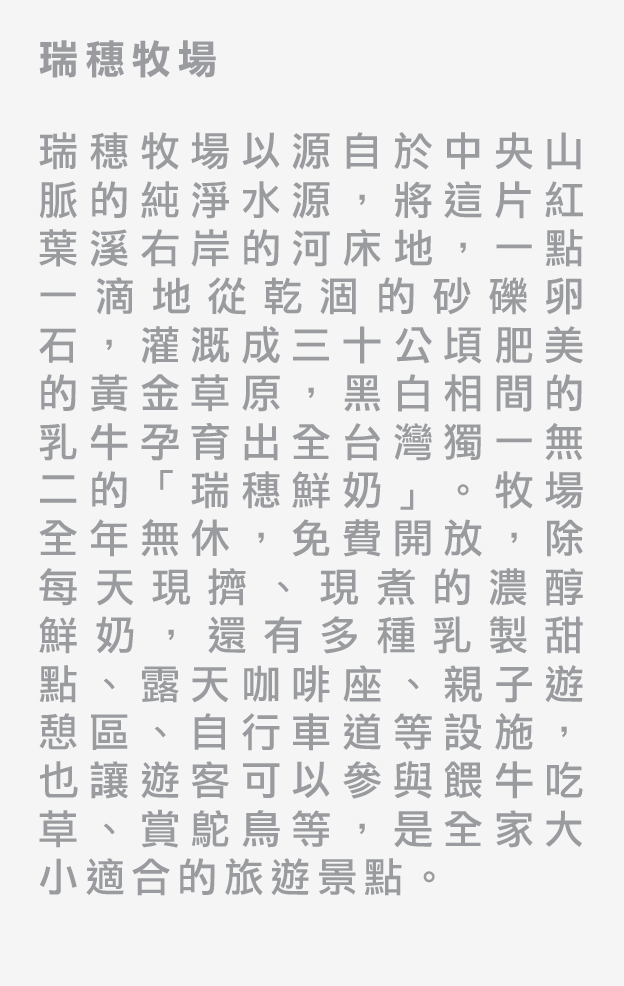 瑞穗牧場
瑞穗牧場以源自於中央山
脈的純淨水源，將這片紅
葉溪右岸的河床地，一點
一滴地從乾涸的砂礫卵
石，灌溉成三十公頃肥美
的黃金草原，黑白相間的
乳牛孕育出全台灣獨一無
二的「瑞穗鮮奶」。牧場
全年無休，免費開放，除
每天現擠、現煮的濃醇
鮮奶，還有多種乳製甜
點、露天咖啡座、親子遊
憩區、自行車道等設施，
也讓遊客可以參與餵牛吃
草、賞鴕鳥等，是全家大
小適合的旅遊景點。